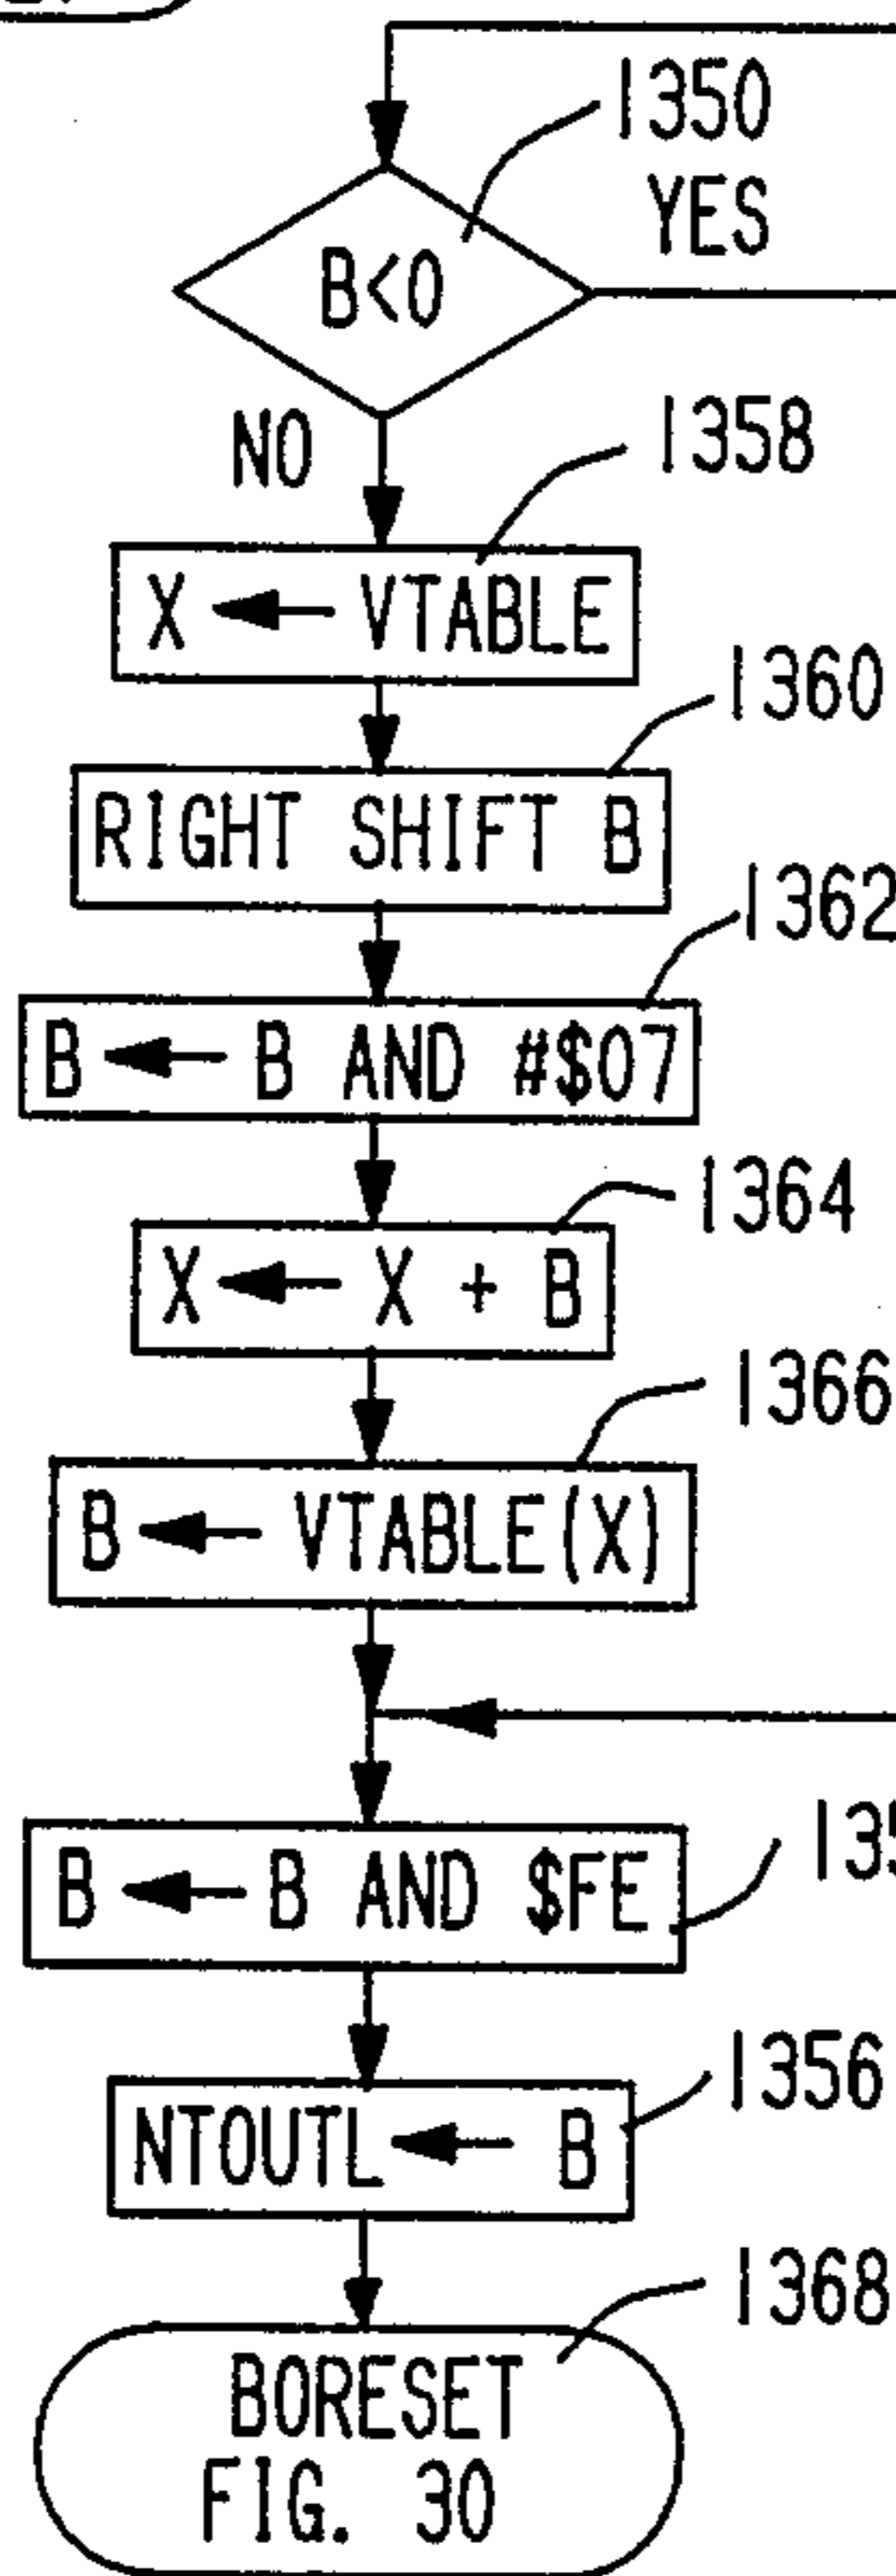 1350
YES
B<0
NO
1358
X ← VTABLE
1360
RIGHT SHIFT B
1362
B ← B AND #$07
1364
X ← X + B
1366
B ← VTABLE(X)
B ← B AND $FE
1356
NTOUTL ← B
1368
BORESET
FIG. 30